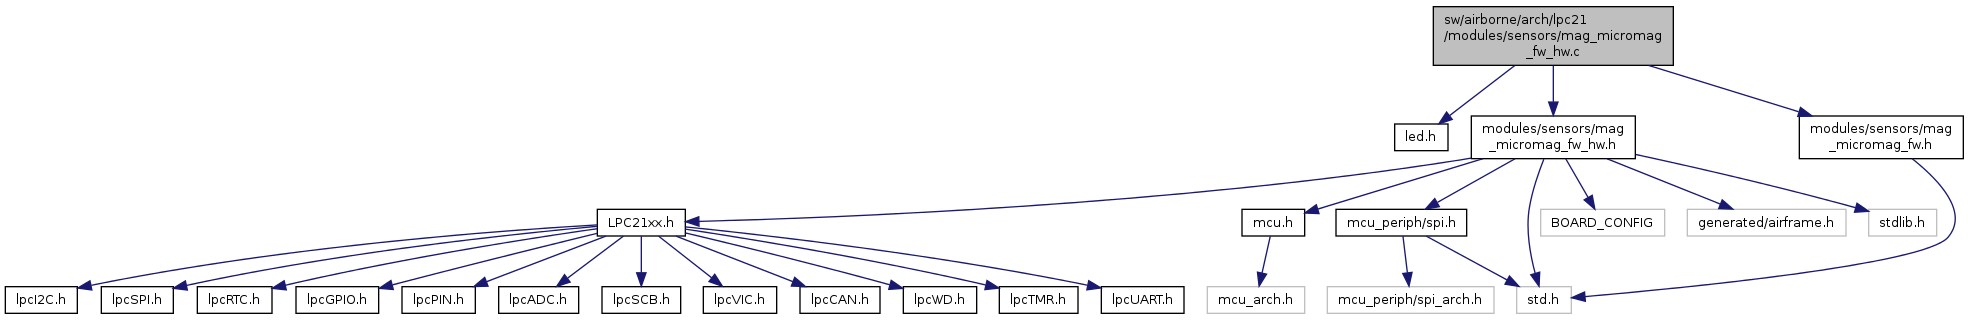 sw/airborne/arch/lpc21
/modules/sensors/mag_micromag
_fw_hw.c
led.h
modules/sensors/mag
_micromag_fw_hw.h
modules/sensors/mag
_micromag_fw.h
LPC21xx.h
mcu.h
mcu_periph/spi.h
BOARD_CONFIG
generated/airframe.h
stdlib.h
lpcI2C.h
lpcSPI.h
lpcRTC.h
lpcGPIO.h
lpcPIN.h
lpcADC.h
lpcSCB.h
lpcVIC.h
lpcCAN.h
lpcWD.h
lpcTMR.h
lpcUART.h
mcu_arch.h
mcu_periph/spi_arch.h
std.h